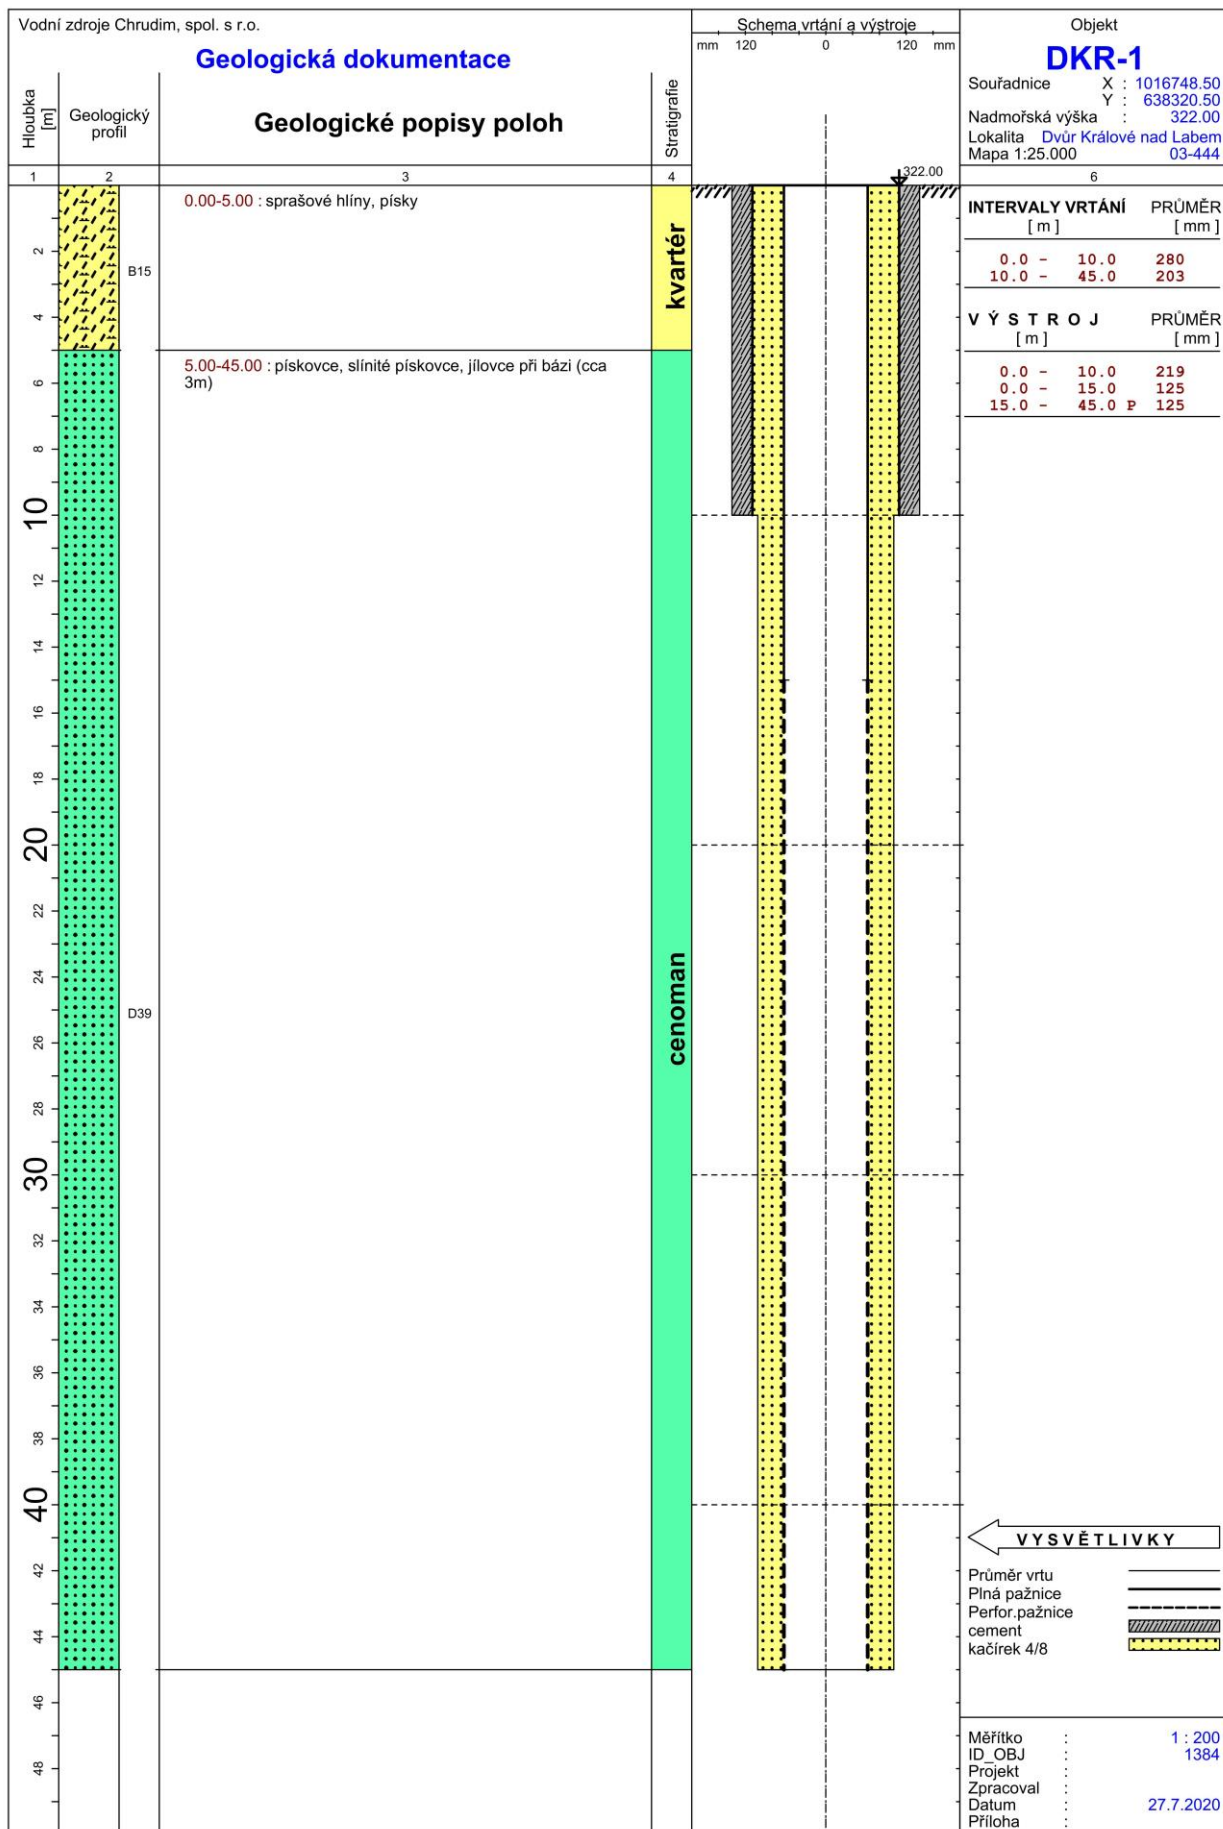 Vodní zdroje Chrudim, spol. s r.o.
Geologická dokumentace
Hloubka
[m]
Geologický
profil
Geologické popisy poloh
Stratigrafie
Schema vrtání a výstroje
mm 120 0 120 mm
Objekt
DKR-1
Souřadnice X : 1016748.50
Y : 638320.50
Nadmořská výška : 322.00
Lokalita Dvůr Králové nad Labem
Mapa 1:25.000 03-444
1 2 3 4 6
322.00
0.00-5.00 : sprašové hlíny, písky
B15
kvartér
5.00-45.00 : pískovce, slínité pískovce, jílovce při bázi (cca
3m)
D39
cenoman
2
4
6
8
10
12
14
16
18
20
22
24
26
28
30
32
34
36
38
40
42
44
46
48
INTERVALY VRTÁNÍ PRŮMĚR
[ m ] [ mm ]
0.0 - 10.0 280
10.0 - 45.0 203
V Ý S T R O J PRŮMĚR
[ m ] [ mm ]
0.0 - 10.0 219
0.0 - 15.0 125
15.0 - 45.0 P 125
VYSVĚTLIVKY
Průměr vrtu
Plná pažnice
Perfor.pažnice
cement
kačírek 4/8
Měřítko : 1 : 200
ID_OBJ : 1384
Projekt :
Zpracoval :
Datum : 27.7.2020
Příloha :